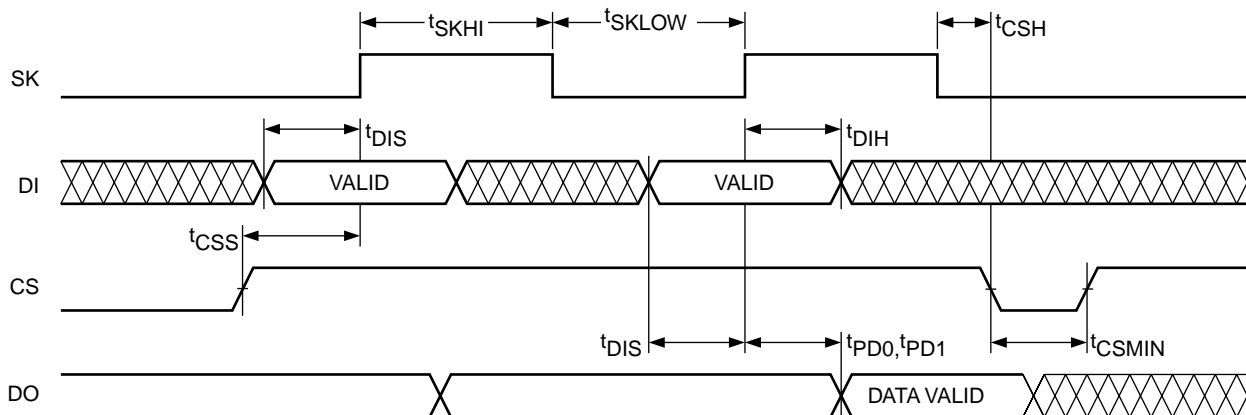 tSKHI
tSKLOW
tCSH
SK
tDIS
tDIH
DI
VALID
VALID
tCSS
CS
tDIS
tPD0,tPD1
tCSMIN
DO
DATA VALID